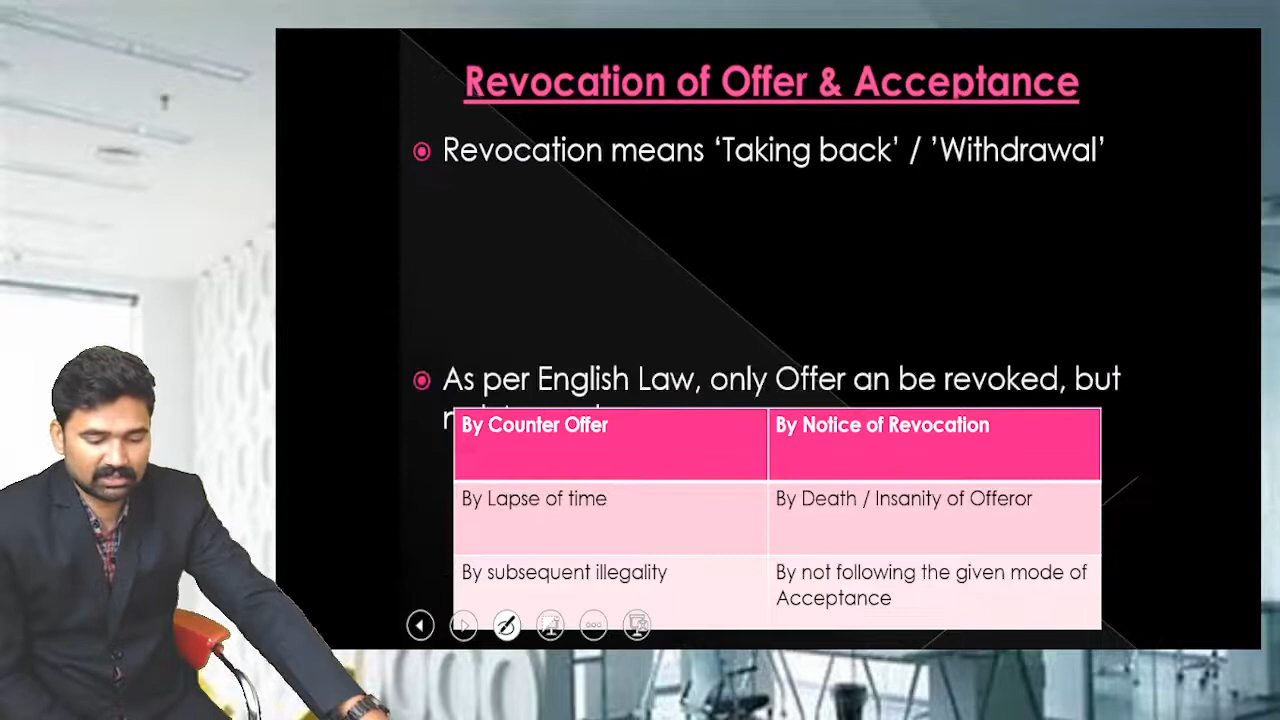 Revocation of Offer & Acceptance
Revocation means ‘Taking back’ / ’Withdrawal’
As per English Law, only Offer an be revoked, but
By Counter Offer
By Notice of Revocation
By Lapse of time
By Death / Insanity of Offeror
By subsequent illegality
By not following the given mode of
Acceptance